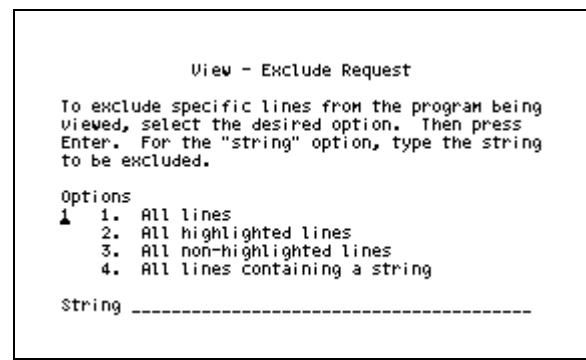 View - Exclude Request
To exclude specific lines from the program being
viewed, select the desired option. Then press
Enter. For the "string" option, type the string
to be excluded.
Options
1 1. All lines
2. All highlighted lines
3. All non-highlighted lines
4. All lines containing a string
String ________________________________________